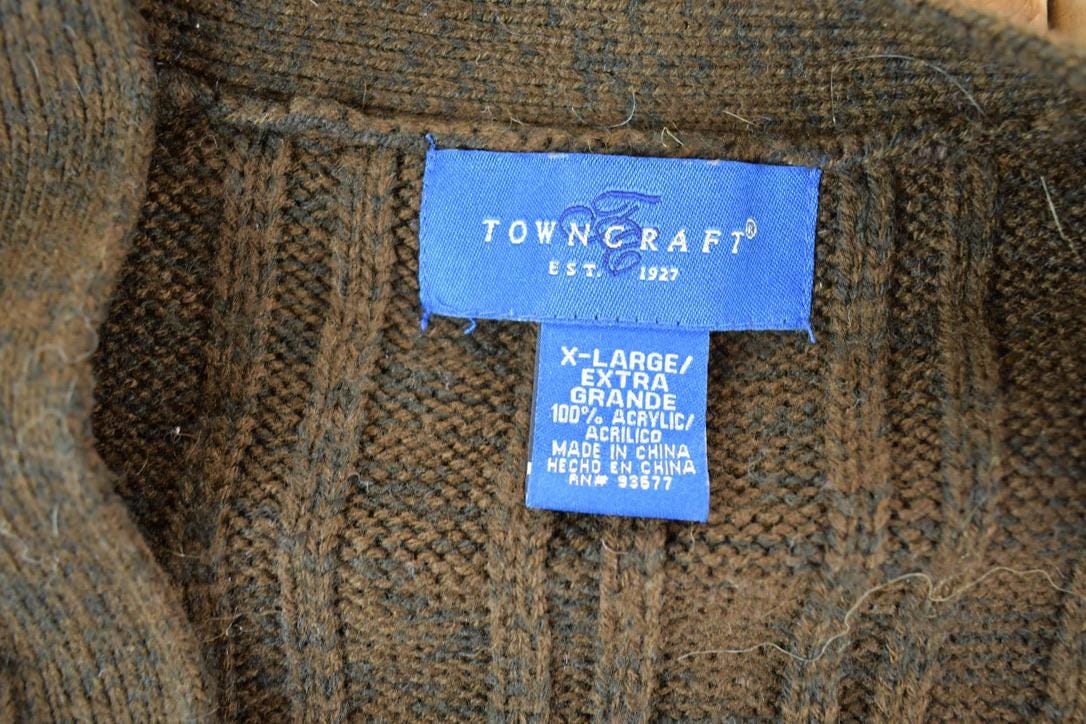 TOWNCRAFT®
EST. 1927
X-LARGE/
EXTRA
GRANDE
100% ACRYLIC/
ACRILICO
MADE IN CHINA
HECHO EN CHINA
RN# 93677